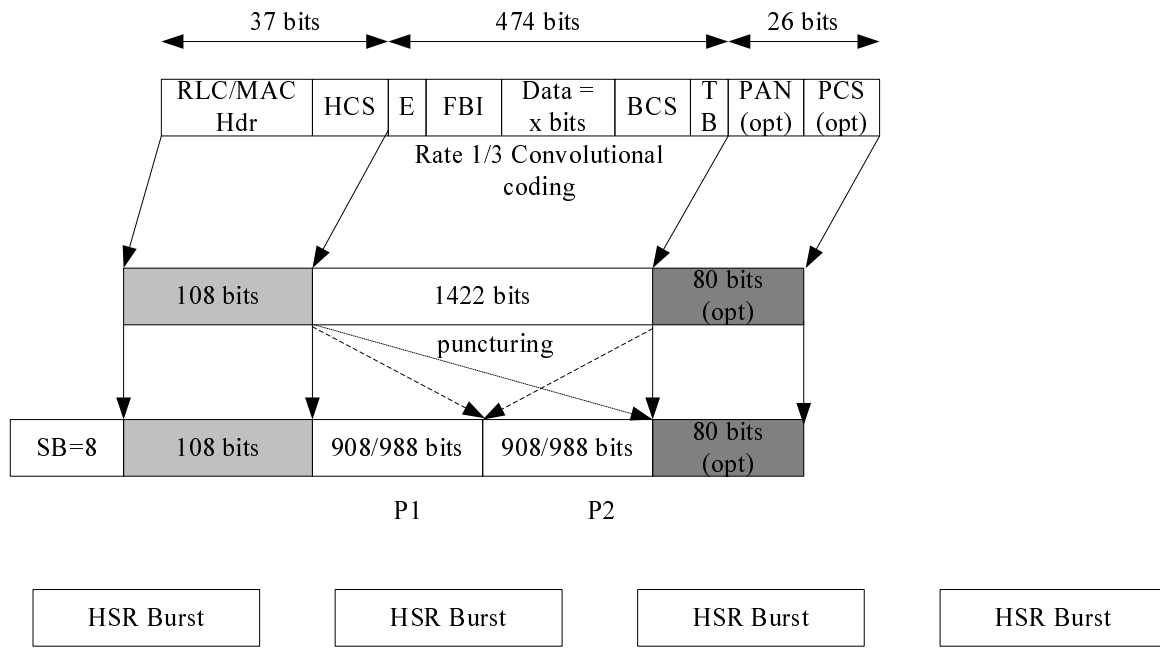 37 bits 474 bits 26 bits
RLC/MAC Hdr HCS E FBI Data = x bits BCS T B PAN (opt) PCS (opt)
Rate 1/3 Convolutional
coding
108 bits 1422 bits 80 bits (opt)
puncturing
SB=8 108 bits 908/988 bits 908/988 bits 80 bits (opt)
P1 P2
HSR Burst HSR Burst HSR Burst HSR Burst